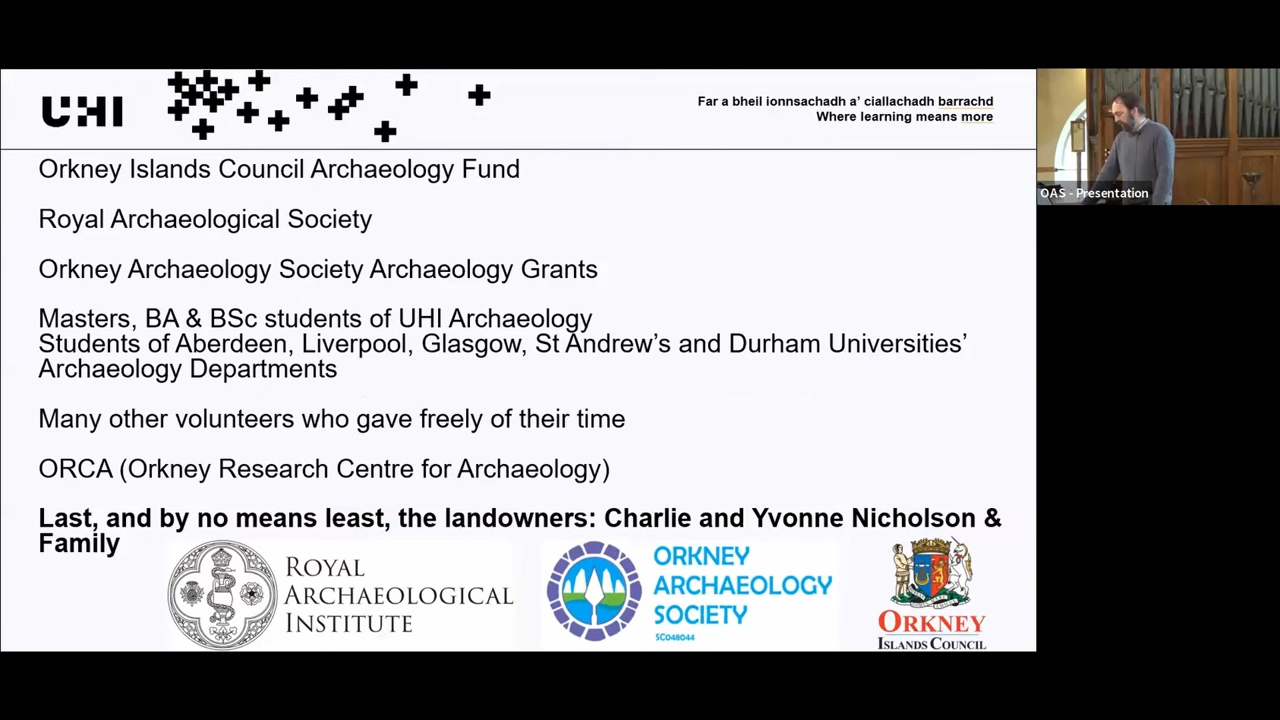 UHI
Far a bheil ionnsachadh a' ciallachadh barrachd
Where learning means more
OAS - Presentation
Orkney Islands Council Archaeology Fund
Royal Archaeological Society
Orkney Archaeology Society Archaeology Grants
Masters, BA & BSc students of UHI Archaeology
Students of Aberdeen, Liverpool, Glasgow, St Andrew's and Durham Universities'
Archaeology Departments
Many other volunteers who gave freely of their time
ORCA (Orkney Research Centre for Archaeology)
Last, and by no means least, the landowners: Charlie and Yvonne Nicholson &
Family
ROYAL
ARCHAEOLOGICAL
INSTITUTE
ORKNEY
ARCHAEOLOGY
SOCIETY
SC048044
ORKNEY
ISLANDS COUNCIL